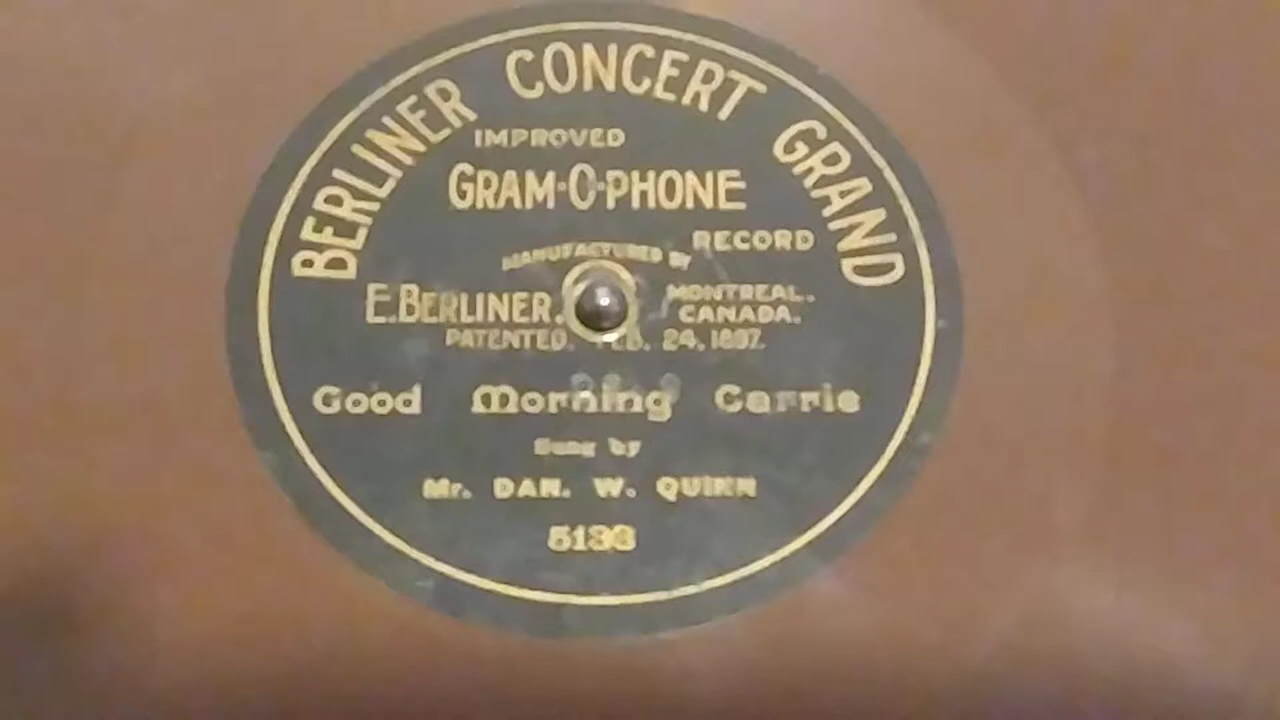 BERLINER CONCERT GRAND
IMPROVED
GRAM·O·PHONE
RECORD
MANUFACTURED BY
E. BERLINER.
MONTREAL.
CANADA.
PATENTED. FEB. 24. 1897.
Good Morning Carrie
Sung by
Mr. DAN. W. QUINN